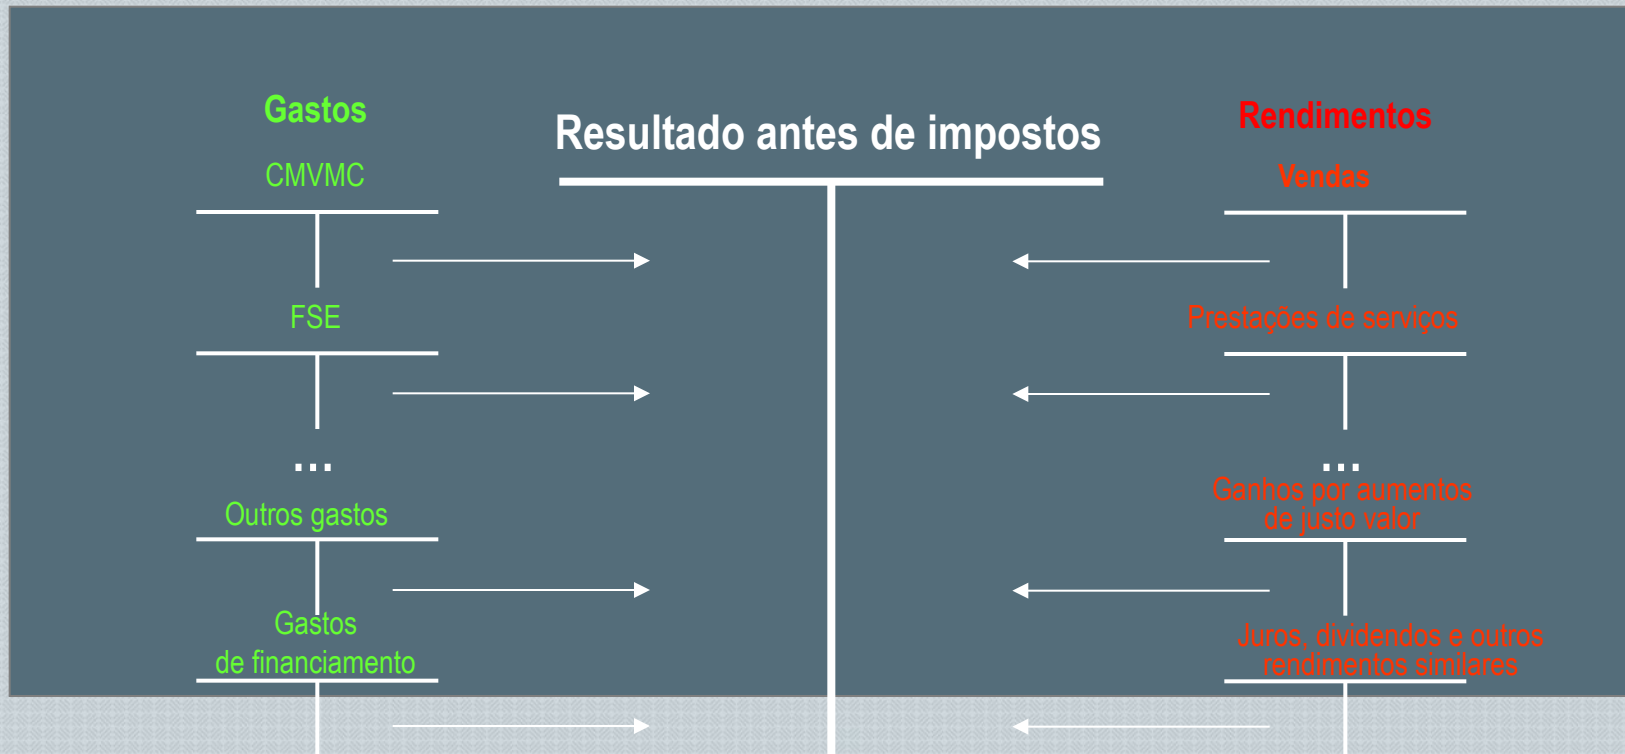 Gastos
CMVMC
FSE
...
Outros gastos
Gastos
de financiamento
Resultado antes de impostos
Rendimentos
Vendas
Prestações de serviços
...
Ganhos por aumentos
de justo valor
Juros, dividendos e outros
rendimentos similares